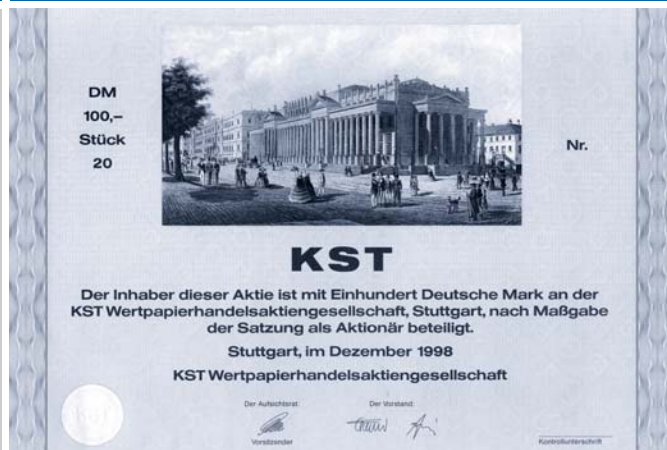 DM
100,–
Stück
20
Nr.
KST
Der Inhaber dieser Aktie ist mit Einhundert Deutsche Mark an der
KST Wertpapierhandelsaktiengesellschaft, Stuttgart, nach Maßgabe
der Satzung als Aktionär beteiligt.
Stuttgart, im Dezember 1998
KST Wertpapierhandelsaktiengesellschaft
Der Aufsichtsrat:
Der Vorstand:
Vorsitzender
Kontrollunterschrift